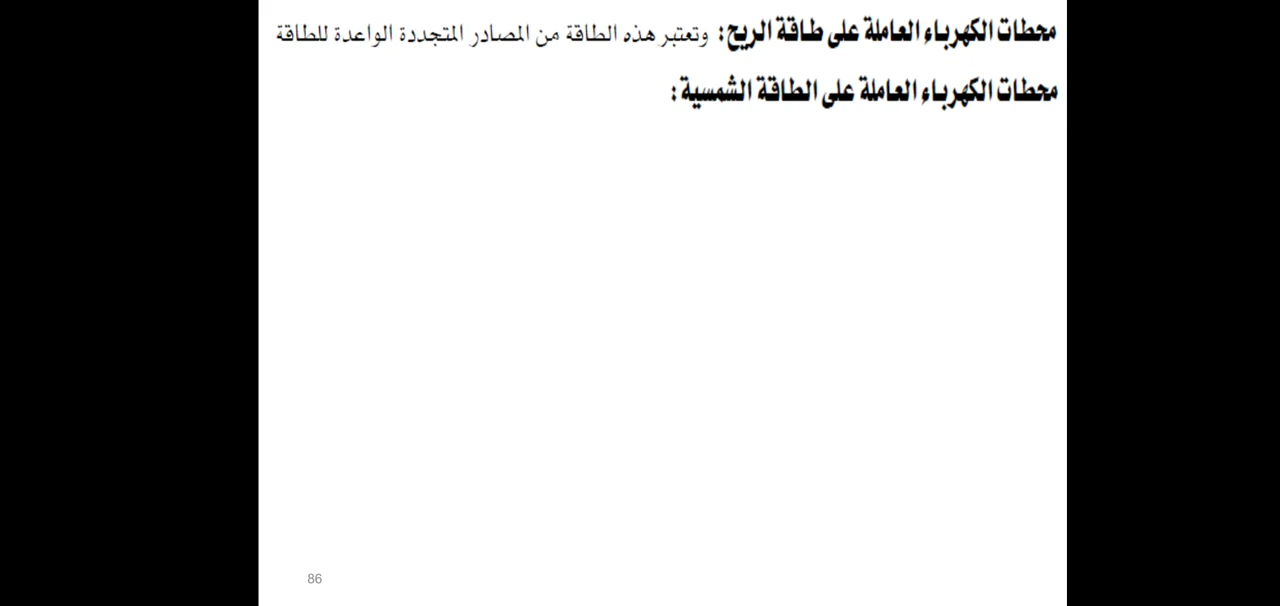 محطات الكهرباء العاملة على طاقة الريح: وتعتبر هذه الطاقة من المصادر المتجددة الواعدة للطاقة
محطات الكهرباء العاملة على الطاقة الشمسية :
86